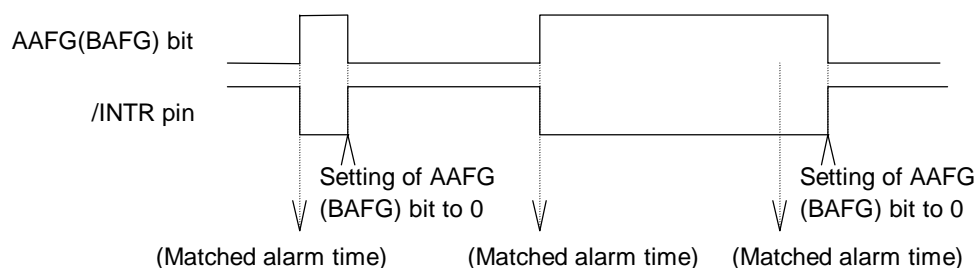 AAFG(BAFG) bit
/INTR pin
Setting of AAFG
(BAFG) bit to 0
Setting of AAFG
(BAFG) bit to 0
(Matched alarm time)
(Matched alarm time)
(Matched alarm time)